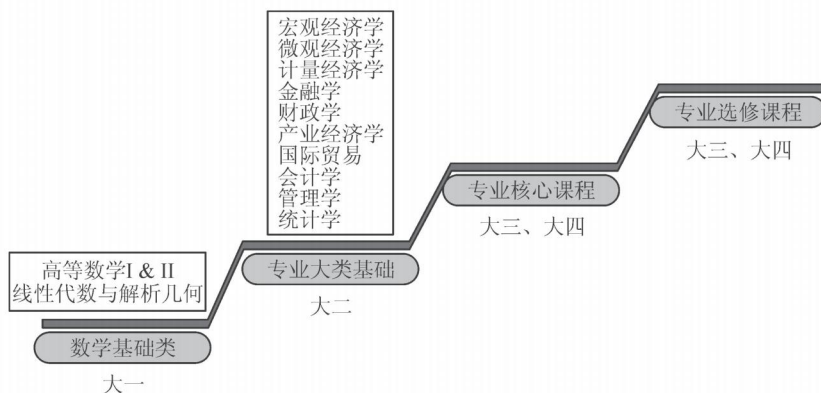 宏观经济学
微观经济学
计量经济学
金融学
财政学
产业经济学
国际贸易
会计学
管理学
统计学
专业选修课程
大三、大四
专业核心课程
大三、大四
高等数学I & II
线性代数与解析几何
专业大类基础
大二
数学基础类
大一